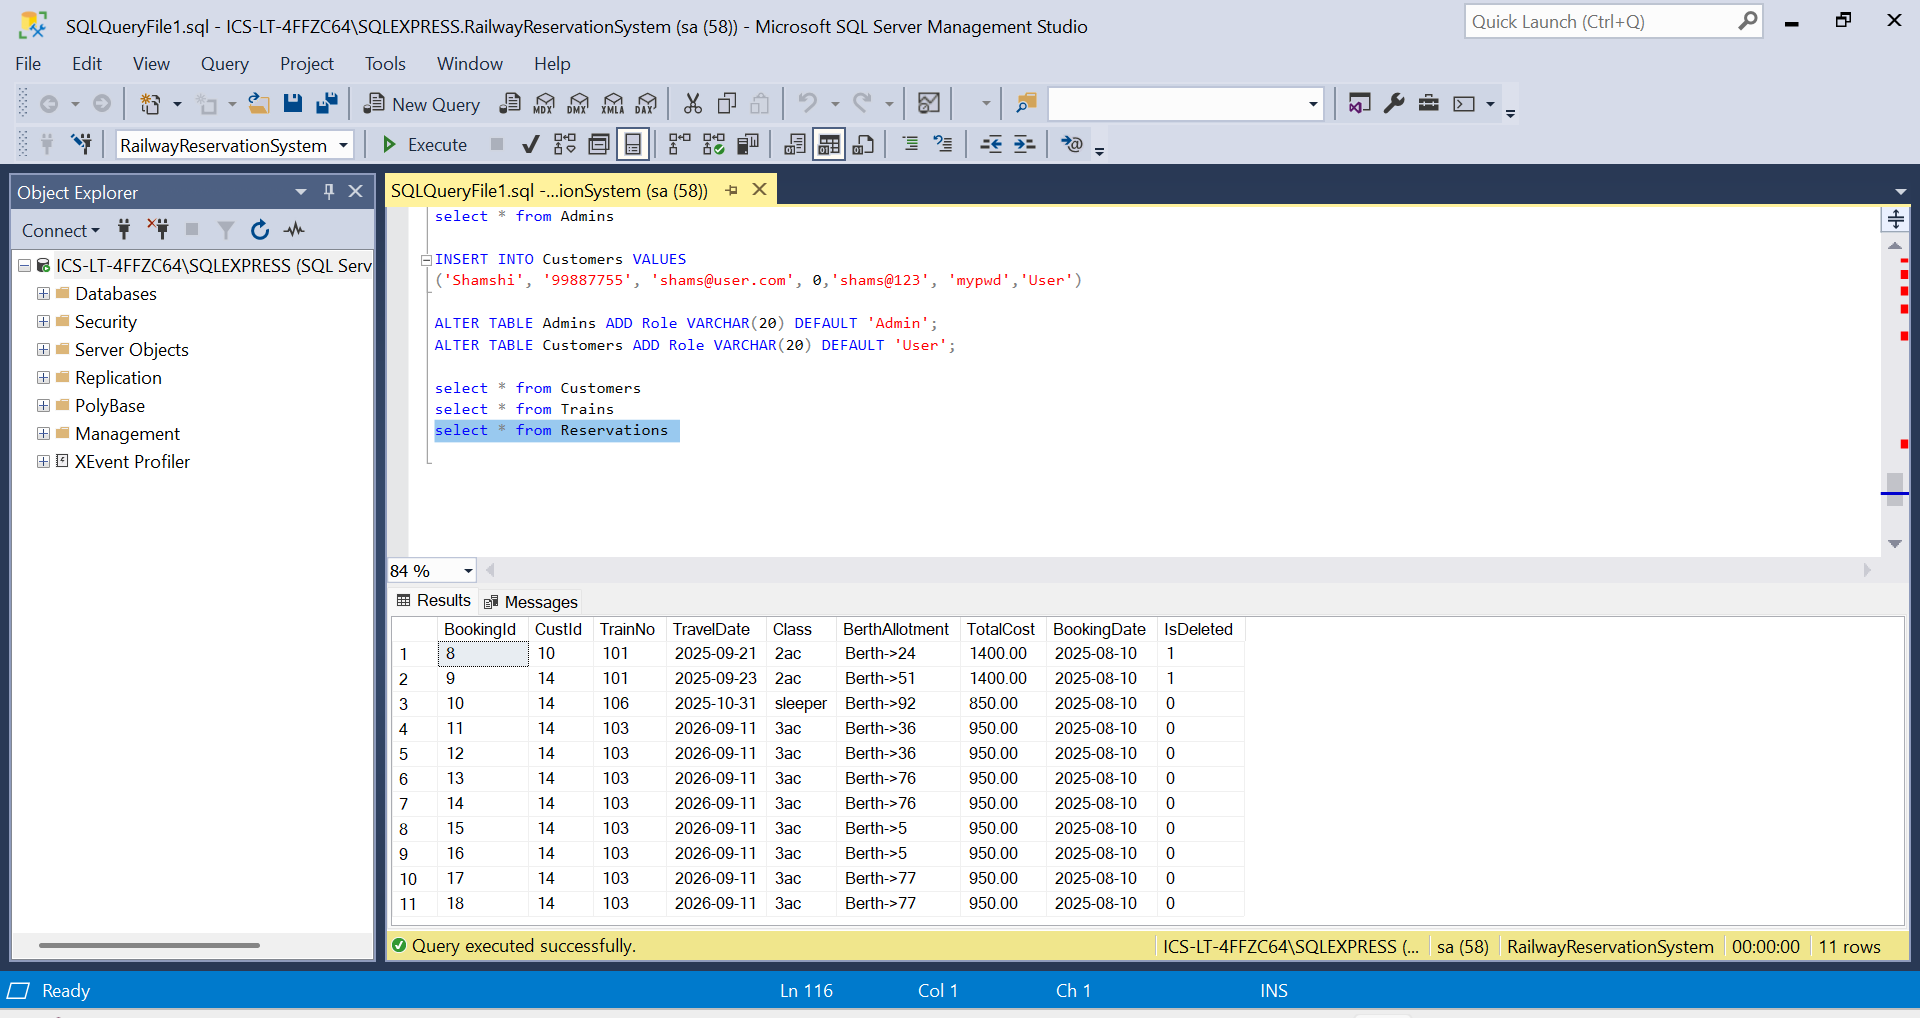 SQLQueryFile1.sql - ICS-LT-4FFZC64\SQLEXPRESS.RailwayReservationSystem (sa (58)) - Microsoft SQL Server Management Studio
Quick Launch (Ctrl+Q)
File Edit View Query Project Tools Window Help
New Query MDX DMX XMLA DAX
RailwayReservationSystem Execute
Object Explorer
Connect
ICS-LT-4FFZC64\SQLEXPRESS (SQL Serv
Databases
Security
Server Objects
Replication
PolyBase
Management
XEvent Profiler
SQLQueryFile1.sql -...ionSystem (sa (58))
select * from Admins
INSERT INTO Customers VALUES
('Shamshi', '99887755', 'shams@user.com', 0,'shams@123', 'mypwd','User')
ALTER TABLE Admins ADD Role VARCHAR(20) DEFAULT 'Admin';
ALTER TABLE Customers ADD Role VARCHAR(20) DEFAULT 'User';
select * from Customers
select * from Trains
select * from Reservations
84 %
Results Messages
BookingId CustId TrainNo TravelDate Class BerthAllotment TotalCost BookingDate IsDeleted
1 8 10 101 2025-09-21 2ac Berth->24 1400.00 2025-08-10 1
2 9 14 101 2025-09-23 2ac Berth->51 1400.00 2025-08-10 1
3 10 14 106 2025-10-31 sleeper Berth->92 850.00 2025-08-10 0
4 11 14 103 2026-09-11 3ac Berth->36 950.00 2025-08-10 0
5 12 14 103 2026-09-11 3ac Berth->36 950.00 2025-08-10 0
6 13 14 103 2026-09-11 3ac Berth->76 950.00 2025-08-10 0
7 14 14 103 2026-09-11 3ac Berth->76 950.00 2025-08-10 0
8 15 14 103 2026-09-11 3ac Berth->5 950.00 2025-08-10 0
9 16 14 103 2026-09-11 3ac Berth->5 950.00 2025-08-10 0
10 17 14 103 2026-09-11 3ac Berth->77 950.00 2025-08-10 0
11 18 14 103 2026-09-11 3ac Berth->77 950.00 2025-08-10 0
Query executed successfully. ICS-LT-4FFZC64\SQLEXPRESS (... sa (58) RailwayReservationSystem 00:00:00 11 rows
Ready Ln 116 Col 1 Ch 1 INS